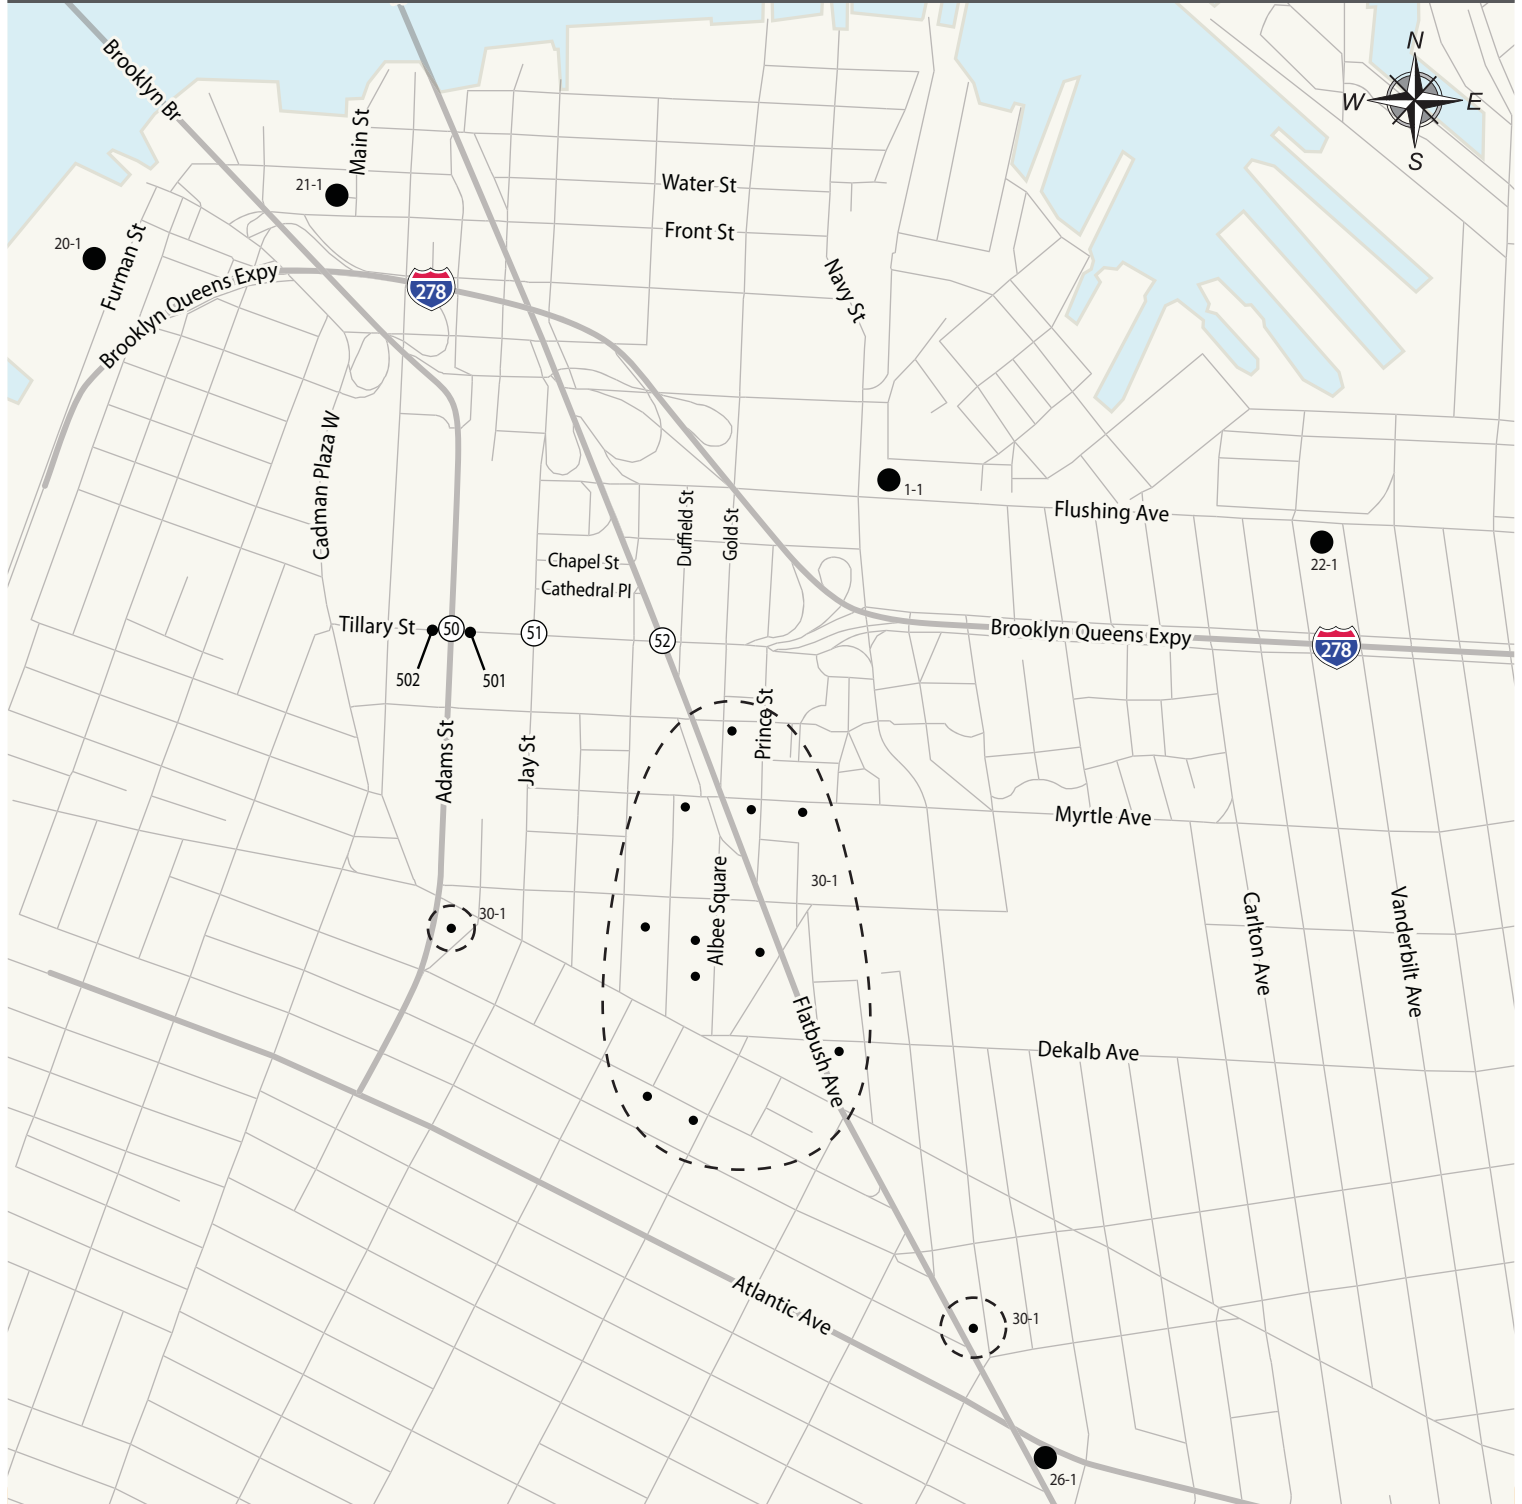 Brooklyn Br
N
W
E
S
Main St
21-1
Water St
Front St
20-1
Furman St
Brooklyn Queens Expy
278
Navy St
Cadman Plaza W
1-1
Flushing Ave
Duffield St
Gold St
22-1
Chapel St
Cathedral Pl
Tillary St
50
51
52
Brooklyn Queens Expy
278
502
501
Adams St
Jay St
Prince St
Myrtle Ave
Albee Square
30-1
30-1
Carlton Ave
Vanderbilt Ave
Flatbush Ave
Dekalb Ave
Atlantic Ave
30-1
26-1